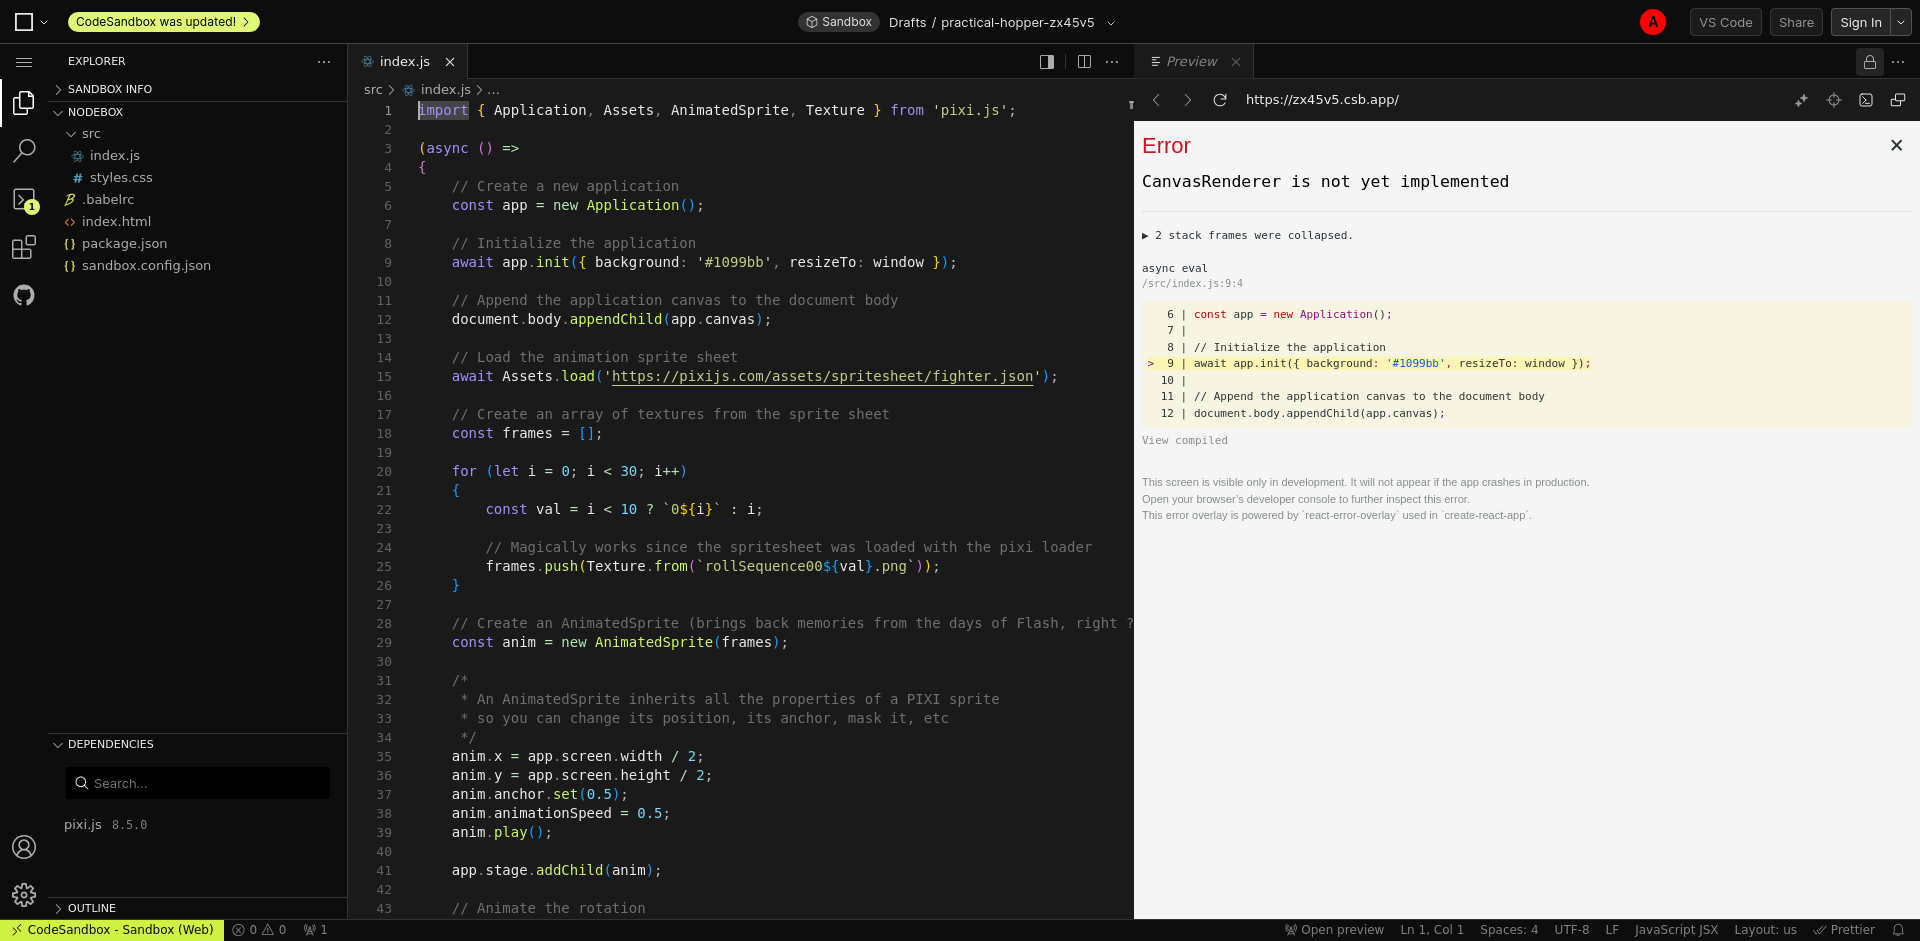 CodeSandbox was updated!
Sandbox
Drafts / practical-hopper-zx45v5
A
VS Code
Share
Sign In
EXPLORER
SANDBOX INFO
NODEBOX
src
index.js
styles.css
.babelrc
index.html
package.json
sandbox.config.json
1
DEPENDENCIES
Search...
pixi.js 8.5.0
OUTLINE
index.js
src > index.js > ...
1 import { Application, Assets, AnimatedSprite, Texture } from 'pixi.js';
2
3 (async () =>
4 {
5 // Create a new application
6 const app = new Application();
7
8 // Initialize the application
9 await app.init({ background: '#1099bb', resizeTo: window });
10
11 // Append the application canvas to the document body
12 document.body.appendChild(app.canvas);
13
14 // Load the animation sprite sheet
15 await Assets.load('https://pixijs.com/assets/spritesheet/fighter.json');
16
17 // Create an array of textures from the sprite sheet
18 const frames = [];
19
20 for (let i = 0; i < 30; i++)
21 {
22 const val = i < 10 ? `0${i}` : i;
23
24 // Magically works since the spritesheet was loaded with the pixi loader
25 frames.push(Texture.from(`rollSequence00${val}.png`));
26 }
27
28 // Create an AnimatedSprite (brings back memories from the days of Flash, right ?
29 const anim = new AnimatedSprite(frames);
30
31 /*
32 * An AnimatedSprite inherits all the properties of a PIXI sprite
33 * so you can change its position, its anchor, mask it, etc
34 */
35 anim.x = app.screen.width / 2;
36 anim.y = app.screen.height / 2;
37 anim.anchor.set(0.5);
38 anim.animationSpeed = 0.5;
39 anim.play();
40
41 app.stage.addChild(anim);
42
43 // Animate the rotation
Preview
https://zx45v5.csb.app/
Error
CanvasRenderer is not yet implemented
▶ 2 stack frames were collapsed.
async eval
/src/index.js:9:4
6 | const app = new Application();
7 |
8 | // Initialize the application
> 9 | await app.init({ background: '#1099bb', resizeTo: window });
10 |
11 | // Append the application canvas to the document body
12 | document.body.appendChild(app.canvas);
View compiled
This screen is visible only in development. It will not appear if the app crashes in production.
Open your browser's developer console to further inspect this error.
This error overlay is powered by `react-error-overlay` used in `create-react-app`.
CodeSandbox - Sandbox (Web)
0
0
1
Open preview
Ln 1, Col 1
Spaces: 4
UTF-8
LF
JavaScript JSX
Layout: us
Prettier